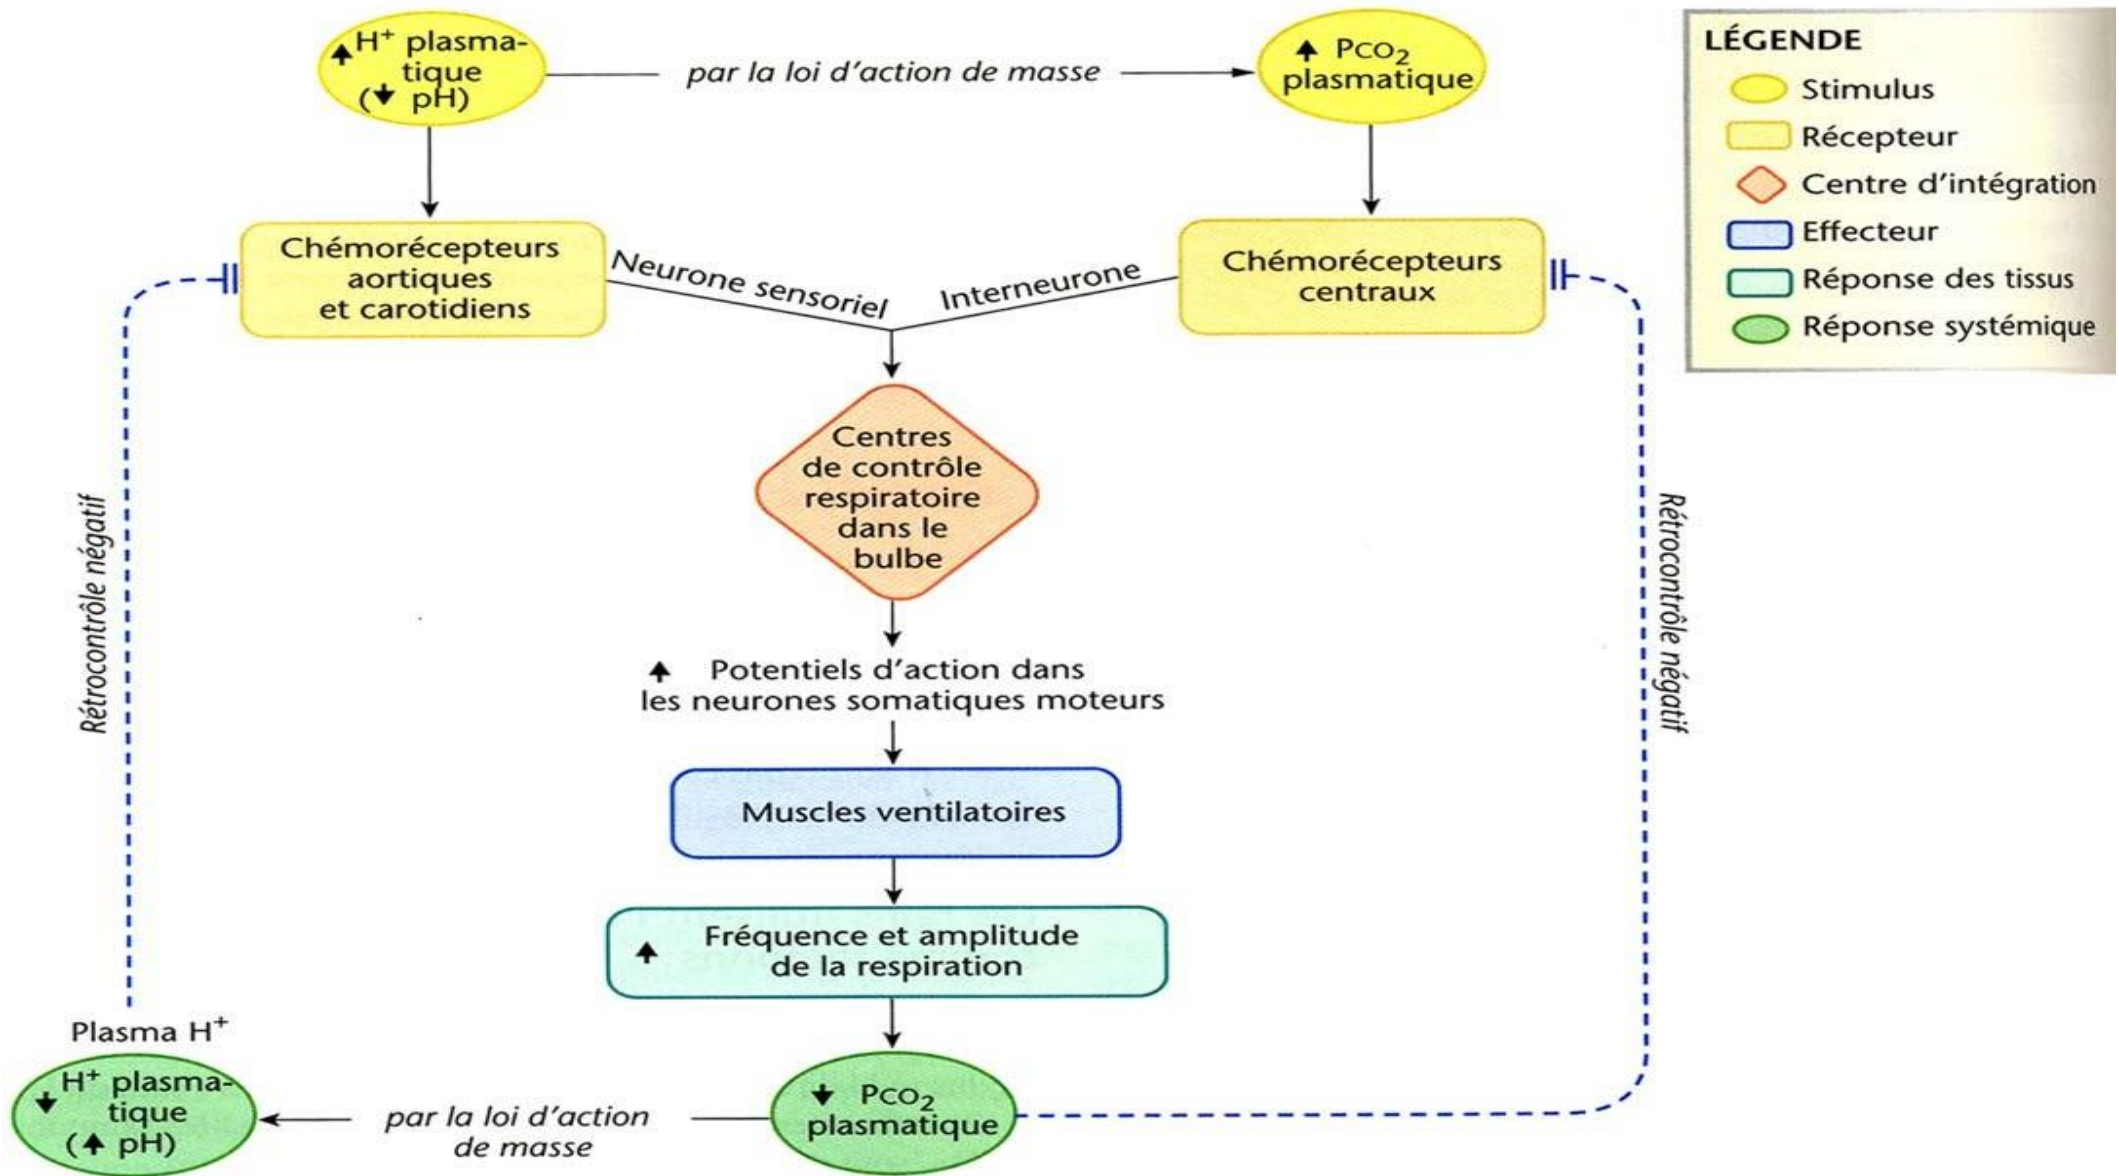 ↑ H⁺ plasma-
tique
(↓ pH)
par la loi d'action de masse
↑ PCO₂
plasmatique
LÉGENDE
Stimulus
Récepteur
Centre d'intégration
Effecteur
Réponse des tissus
Réponse systémique
Chémorécepteurs
aortiques
et carotidiens
Neurone sensoriel
Interneurone
Chémorécepteurs
centraux
Centres
de contrôle
respiratoire
dans le
bulbe
Rétrocontrôle négatif
Rétrocontrôle négatif
↑ Potentiels d'action dans
les neurones somatiques moteurs
Muscles ventilatoires
↑ Fréquence et amplitude
de la respiration
Plasma H⁺
↓ H⁺ plasma-
tique
(↑ pH)
par la loi d'action
de masse
↓ PCO₂
plasmatique